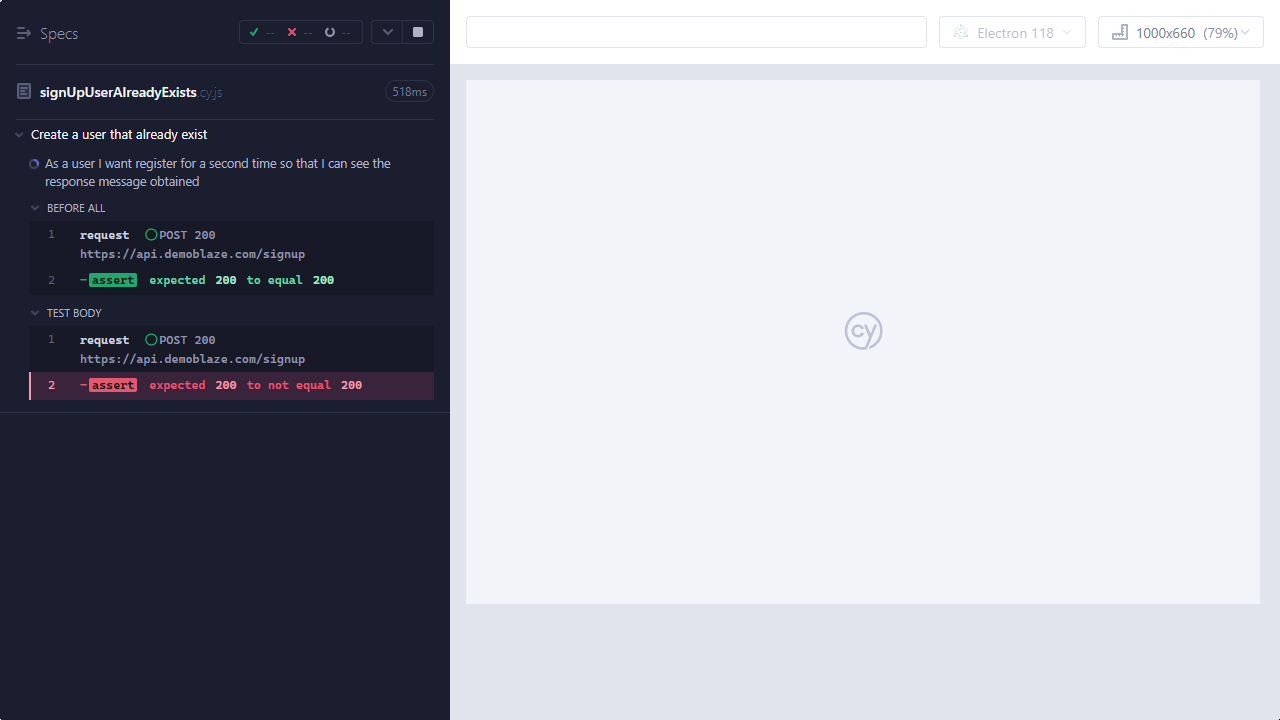 Specs
-- -- --
Electron 118
1000x660 (79%)
signUpUserAlreadyExists.cy.js 518ms
Create a user that already exist
As a user I want register for a second time so that I can see the
response message obtained
BEFORE ALL
1 request POST 200
https://api.demoblaze.com/signup
2 -assert expected 200 to equal 200
TEST BODY
1 request POST 200
https://api.demoblaze.com/signup
2 -assert expected 200 to not equal 200
cy